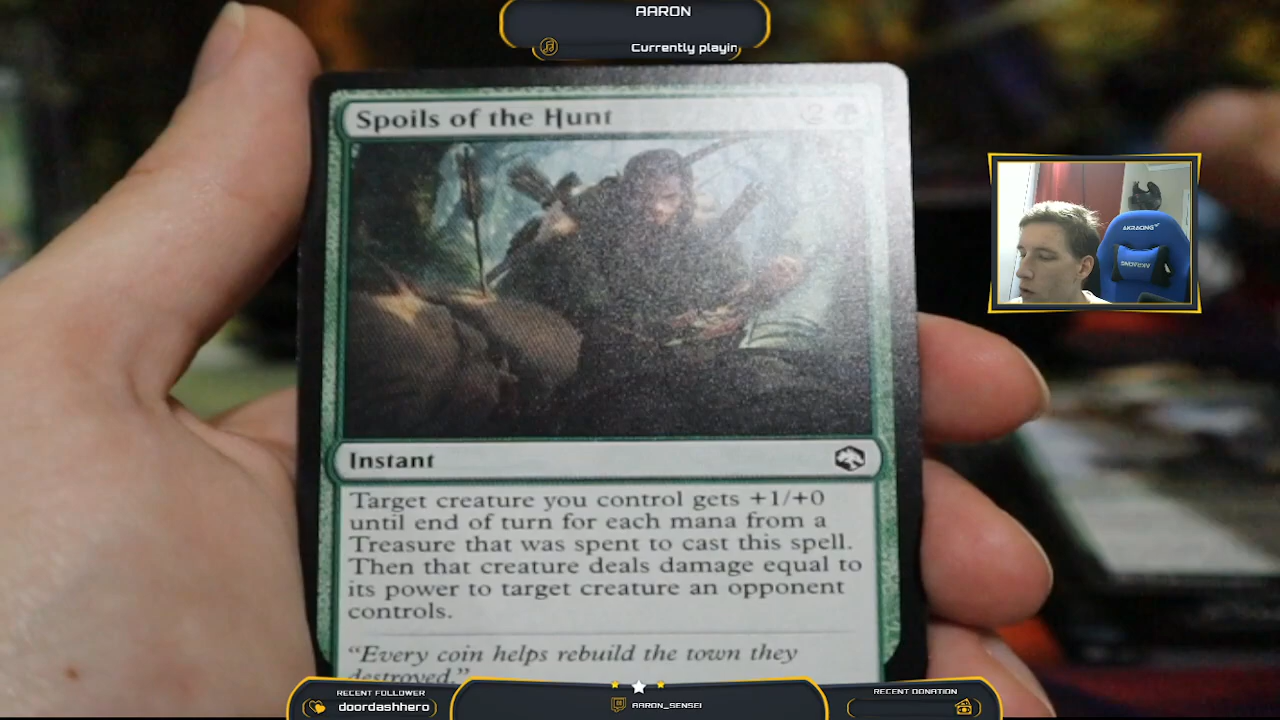 AARON
Currently playin
Spoils of the Hunt
2
AKRACING
Instant
Target creature you control gets +1/+0
until end of turn for each mana from a
Treasure that was spent to cast this spell.
Then that creature deals damage equal to
its power to target creature an opponent
controls.
“Every coin helps rebuild the town they
destroyed.”
RECENT FOLLOWER
doordashhero
AARON_SENSEI
RECENT DONATION